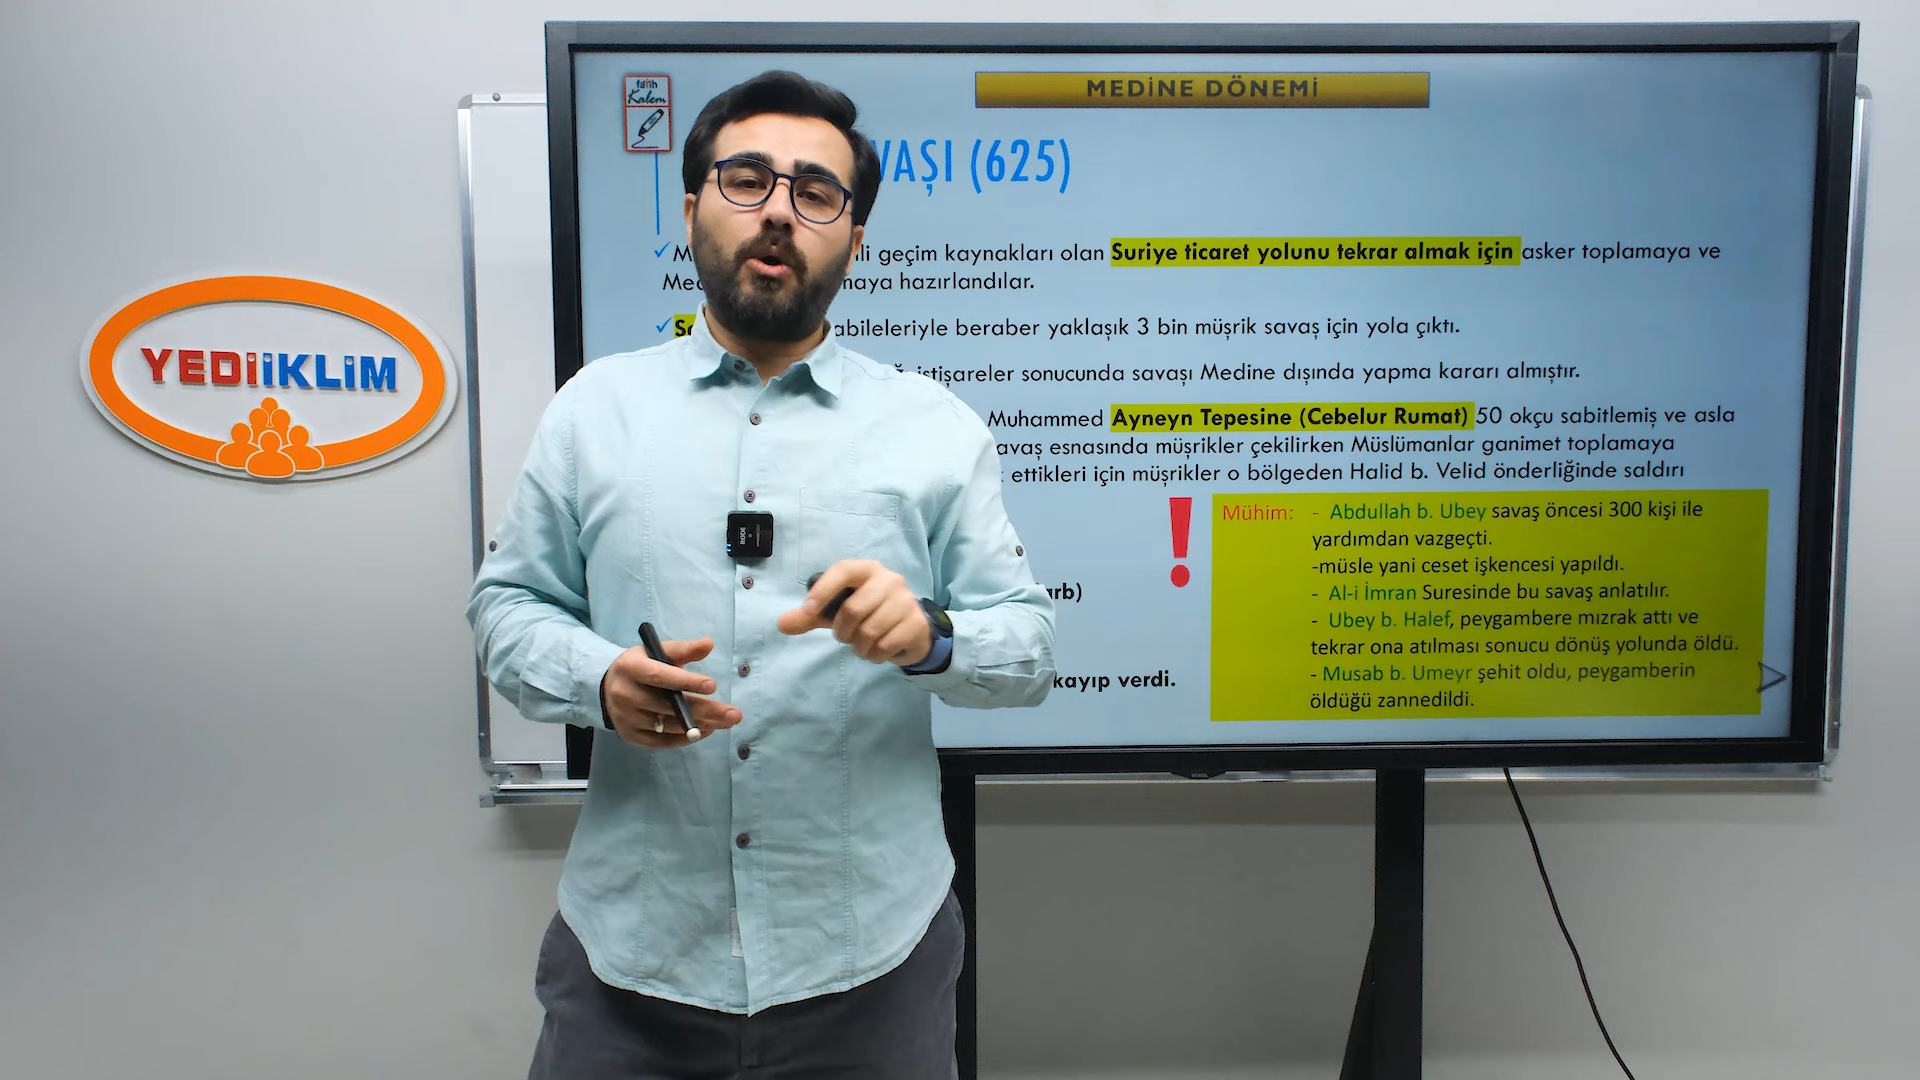 fatih
Kalem
MEDİNE DÖNEMİ
VAŞI (625)
geçim kaynakları olan Suriye ticaret yolunu tekrar almak için asker toplamaya ve
maya hazırlandılar.
abileleriyle beraber yaklaşık 3 bin müşrik savaş için yola çıktı.
istişareler sonucunda savaşı Medine dışında yapma kararı almıştır.
Muhammed Ayneyn Tepesine (Cebelur Rumat) 50 okçu sabitlemiş ve asla
avaş esnasında müşrikler çekilirken Müslümanlar ganimet toplamaya
ettikleri için müşrikler o bölgeden Halid b. Velid önderliğinde saldırı
Mühim: - Abdullah b. Ubey savaş öncesi 300 kişi ile
yardımdan vazgeçti.
-müsle yani ceset işkencesi yapıldı.
- Al-i İmran Suresinde bu savaş anlatılır.
- Ubey b. Halef, peygambere mızrak attı ve
tekrar ona atılması sonucu dönüş yolunda öldü.
- Musab b. Umeyr şehit oldu, peygamberin
öldüğü zannedildi.
kayıp verdi.
YEDİİKLİM
RØDE